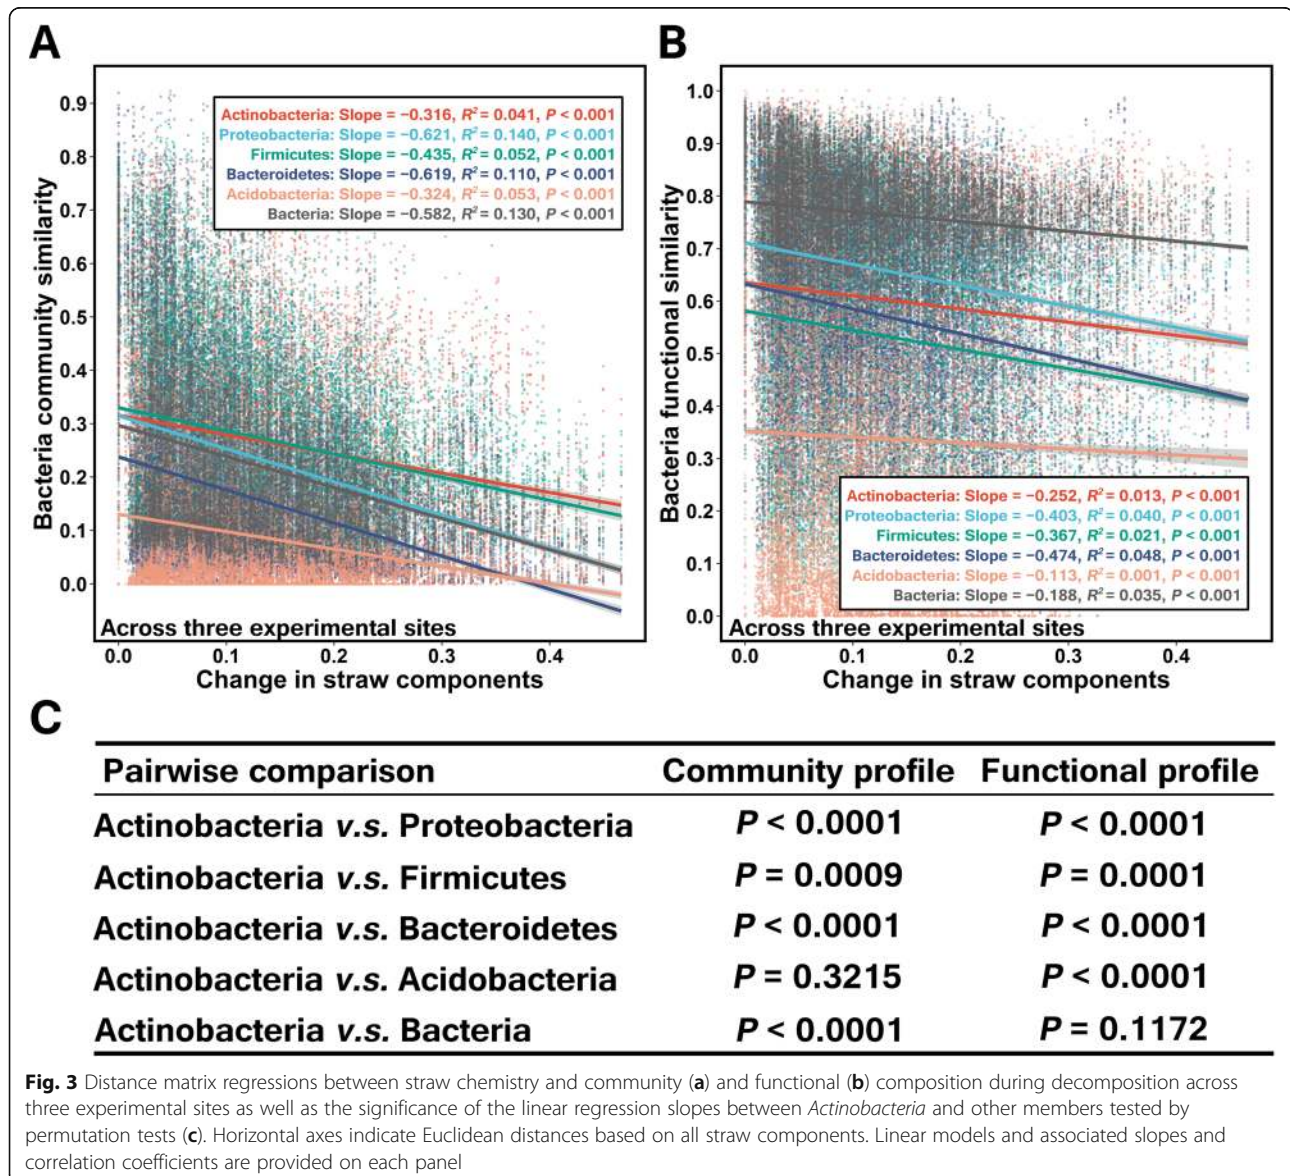 A
Bacteria community similarity
0.9
0.8
0.7
0.6
0.5
0.4
0.3
0.2
0.1
0.0
Actinobacteria: Slope = −0.316, R² = 0.041, P < 0.001
Proteobacteria: Slope = −0.621, R² = 0.140, P < 0.001
Firmicutes: Slope = −0.435, R² = 0.052, P < 0.001
Bacteroidetes: Slope = −0.619, R² = 0.110, P < 0.001
Acidobacteria: Slope = −0.324, R² = 0.053, P < 0.001
Bacteria: Slope = −0.582, R² = 0.130, P < 0.001
Across three experimental sites
0.0 0.1 0.2 0.3 0.4
Change in straw components
B
Bacteria functional similarity
1.0
0.9
0.8
0.7
0.6
0.5
0.4
0.3
0.2
0.1
0.0
Actinobacteria: Slope = −0.252, R² = 0.013, P < 0.001
Proteobacteria: Slope = −0.403, R² = 0.040, P < 0.001
Firmicutes: Slope = −0.367, R² = 0.021, P < 0.001
Bacteroidetes: Slope = −0.474, R² = 0.048, P < 0.001
Acidobacteria: Slope = −0.113, R² = 0.001, P < 0.001
Bacteria: Slope = −0.188, R² = 0.035, P < 0.001
Across three experimental sites
0.0 0.1 0.2 0.3 0.4
Change in straw components
C
Pairwise comparison Community profile Functional profile
Actinobacteria v.s. Proteobacteria P < 0.0001 P < 0.0001
Actinobacteria v.s. Firmicutes P = 0.0009 P = 0.0001
Actinobacteria v.s. Bacteroidetes P < 0.0001 P < 0.0001
Actinobacteria v.s. Acidobacteria P = 0.3215 P < 0.0001
Actinobacteria v.s. Bacteria P < 0.0001 P = 0.1172
Fig. 3 Distance matrix regressions between straw chemistry and community (a) and functional (b) composition during decomposition across
three experimental sites as well as the significance of the linear regression slopes between Actinobacteria and other members tested by
permutation tests (c). Horizontal axes indicate Euclidean distances based on all straw components. Linear models and associated slopes and
correlation coefficients are provided on each panel